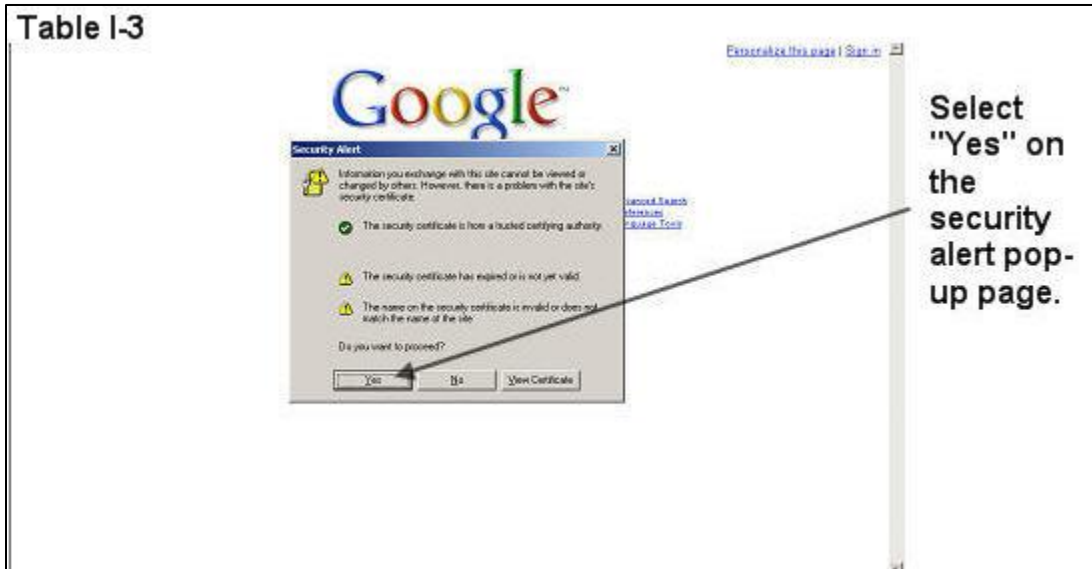 Table I-3
Personalize this page | Sign in
Google™
Security Alert
Information you exchange with this site cannot be viewed or
changed by others. However, there is a problem with the site's
security certificate.
The security certificate is from a trusted certifying authority.
The security certificate has expired or is not yet valid.
The name on the security certificate is invalid or does not
match the name of the site
Do you want to proceed?
Yes No View Certificate
Search
Language Tools
Select
"Yes" on
the
security
alert pop-
up page.